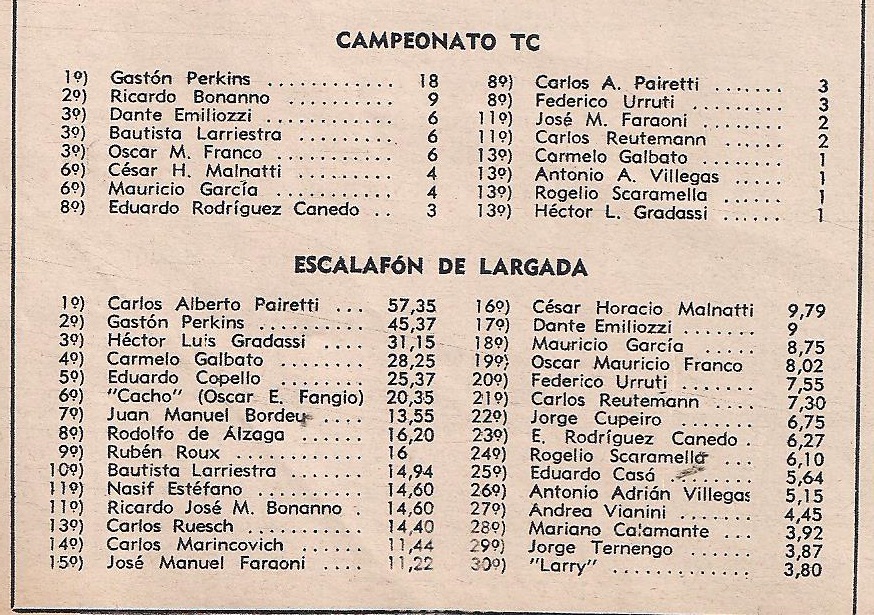 CAMPEONATO TC
1º) Gastón Perkins .......... 18
2º) Ricardo Bonanno ......... 9
3º) Dante Emiliozzi .......... 6
3º) Bautista Larriestra ....... 6
3º) Oscar M. Franco ......... 6
6º) César H. Malnatti ....... 4
6º) Mauricio García .......... 4
8º) Eduardo Rodríguez Canedo .. 3
8º) Carlos A. Pairetti ....... 3
8º) Federico Urruti ......... 3
11º) José M. Faraoni ........ 2
11º) Carlos Reutemann ...... 2
13º) Carmelo Galbato ....... 1
13º) Antonio A. Villegas ..... 1
13º) Rogelio Scaramella ..... 1
13º) Héctor L. Gradassi ...... 1
ESCALAFÓN DE LARGADA
1º) Carlos Alberto Pairetti ... 57,35
2º) Gastón Perkins .......... 45,37
3º) Héctor Luis Gradassi .... 31,15
4º) Carmelo Galbato ........ 28,25
5º) Eduardo Copello ........ 25,37
6º) "Cacho" (Oscar E. Fangio) 20,35
7º) Juan Manuel Bordeu .... 13,55
8º) Rodolfo de Álzaga ...... 16,20
9º) Rubén Roux ............ 16
10º) Bautista Larriestra ....... 14,94
11º) Nasif Estéfano .......... 14,60
11º) Ricardo José M. Bonanno . 14,60
13º) Carlos Ruesch .......... 14,40
14º) Carlos Marincovich ...... 11,44
15º) José Manuel Faraoni .... 11,22
16º) César Horacio Malnatti 9,79
17º) Dante Emiliozzi ....... 9
18º) Mauricio García ..... 8,75
19º) Oscar Mauricio Franco 8,02
20º) Federico Urruti ....... 7,55
21º) Carlos Reutemann .... 7,30
22º) Jorge Cupeiro ........ 6,75
23º) E. Rodríguez Canedo . 6,27
24º) Rogelio Scaramella ... 6,10
25º) Eduardo Casá ........ 5,64
26º) Antonio Adrián Villegas 5,15
27º) Andrea Vianini ....... 4,45
28º) Mariano Calamante ... 3,92
29º) Jorge Ternengo ...... 3,87
30º) "Larry" ............. 3,80